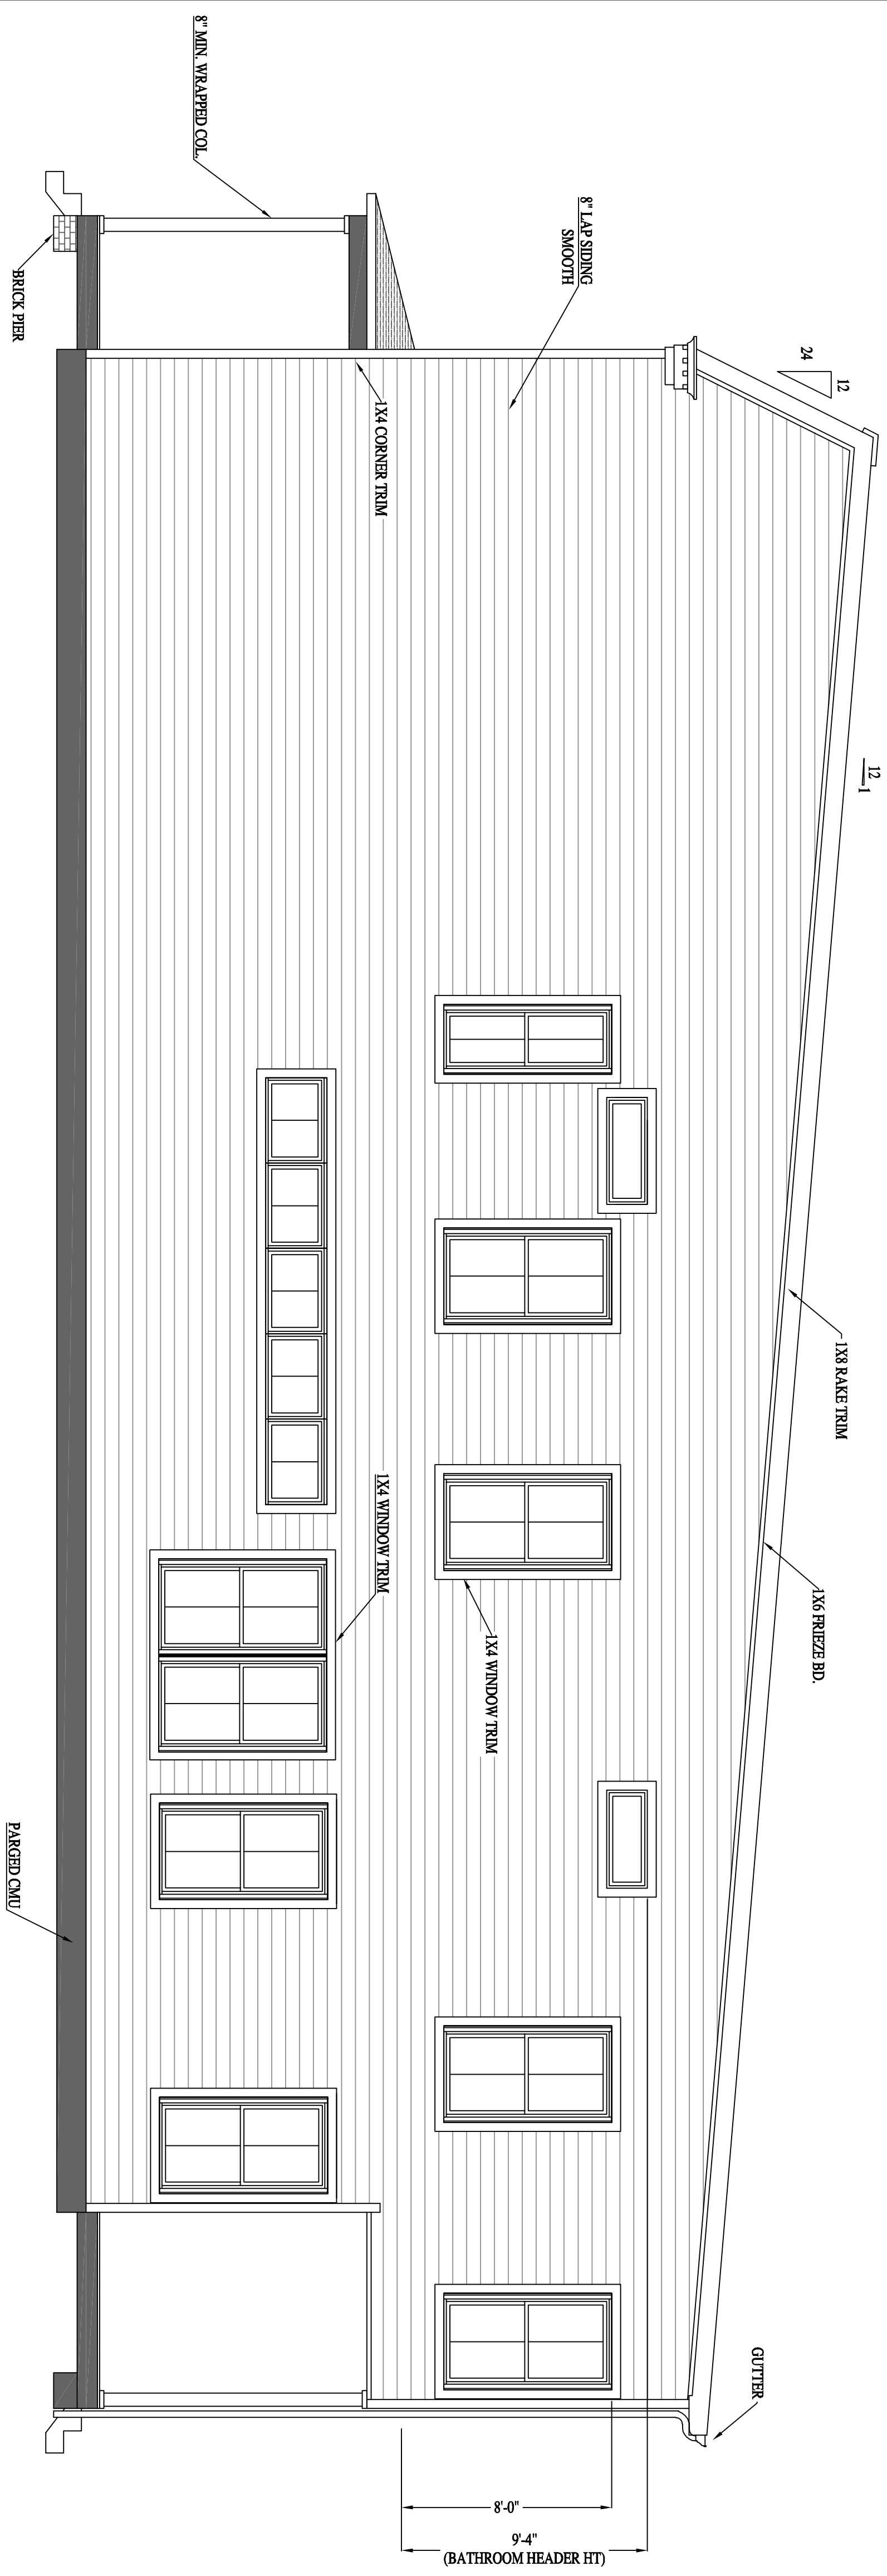 24
12
12
1
8" LAP SIDING
SMOOTH
8" MIN. WRAPPED COL.
BRICK PIER
1X4 CORNER TRIM
1X8 RAKE TRIM
1X6 FRIEZE BD.
1X4 WINDOW TRIM
1X4 WINDOW TRIM
PARGED CMU
GUTTER
8'-0"
9'-4"
(BATHROOM HEADER HT)